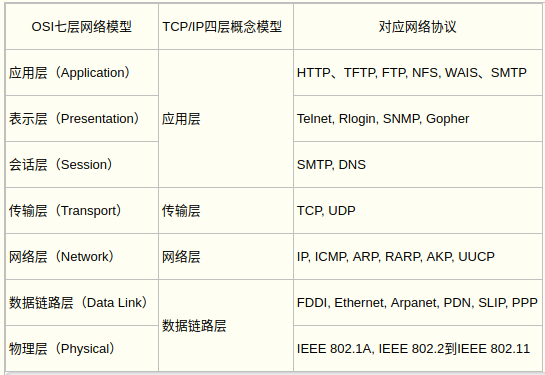 OSI七层网络模型 TCP/IP四层概念模型 对应网络协议
应用层（Application） HTTP、TFTP, FTP, NFS, WAIS、SMTP
表示层（Presentation） 应用层 Telnet, Rlogin, SNMP, Gopher
会话层（Session） SMTP, DNS
传输层（Transport） 传输层 TCP, UDP
网络层（Network） 网络层 IP, ICMP, ARP, RARP, AKP, UUCP
数据链路层（Data Link） 数据链路层 FDDI, Ethernet, Arpanet, PDN, SLIP, PPP
物理层（Physical） IEEE 802.1A, IEEE 802.2到IEEE 802.11